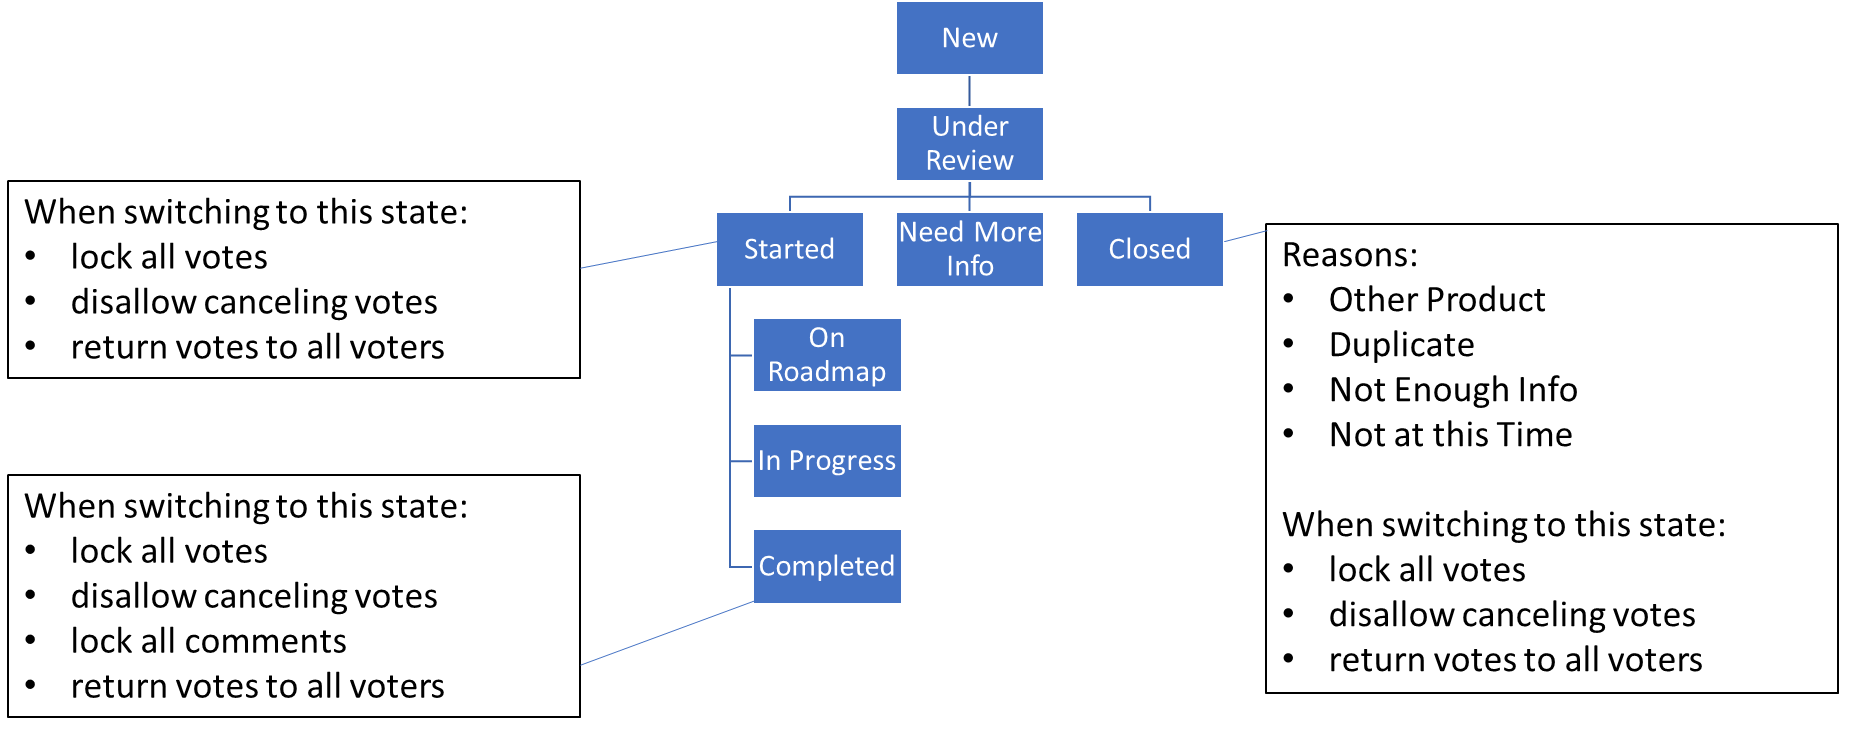 New
Under
Review
Started
Need More
Info
Closed
On
Roadmap
In Progress
Completed
When switching to this state:
• lock all votes
• disallow canceling votes
• return votes to all voters
When switching to this state:
• lock all votes
• disallow canceling votes
• lock all comments
• return votes to all voters
Reasons:
• Other Product
• Duplicate
• Not Enough Info
• Not at this Time
When switching to this state:
• lock all votes
• disallow canceling votes
• return votes to all voters